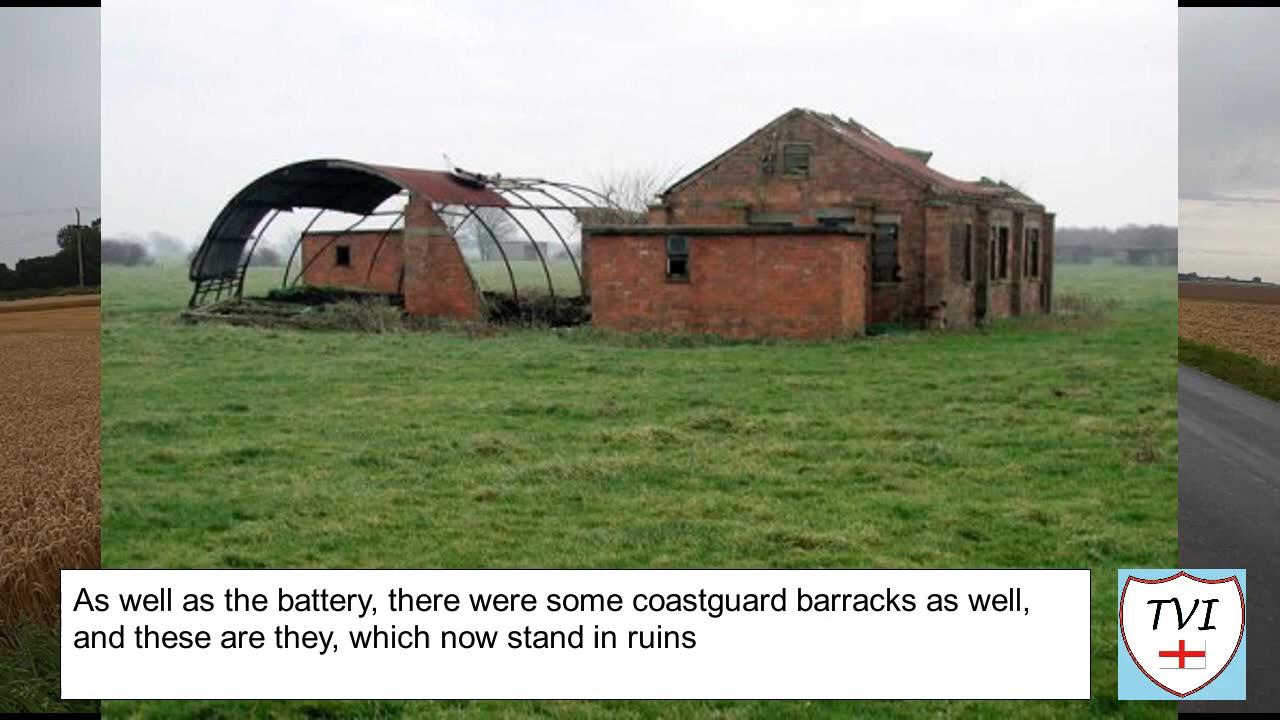 As well as the battery, there were some coastguard barracks as well,
and these are they, which now stand in ruins
TVI